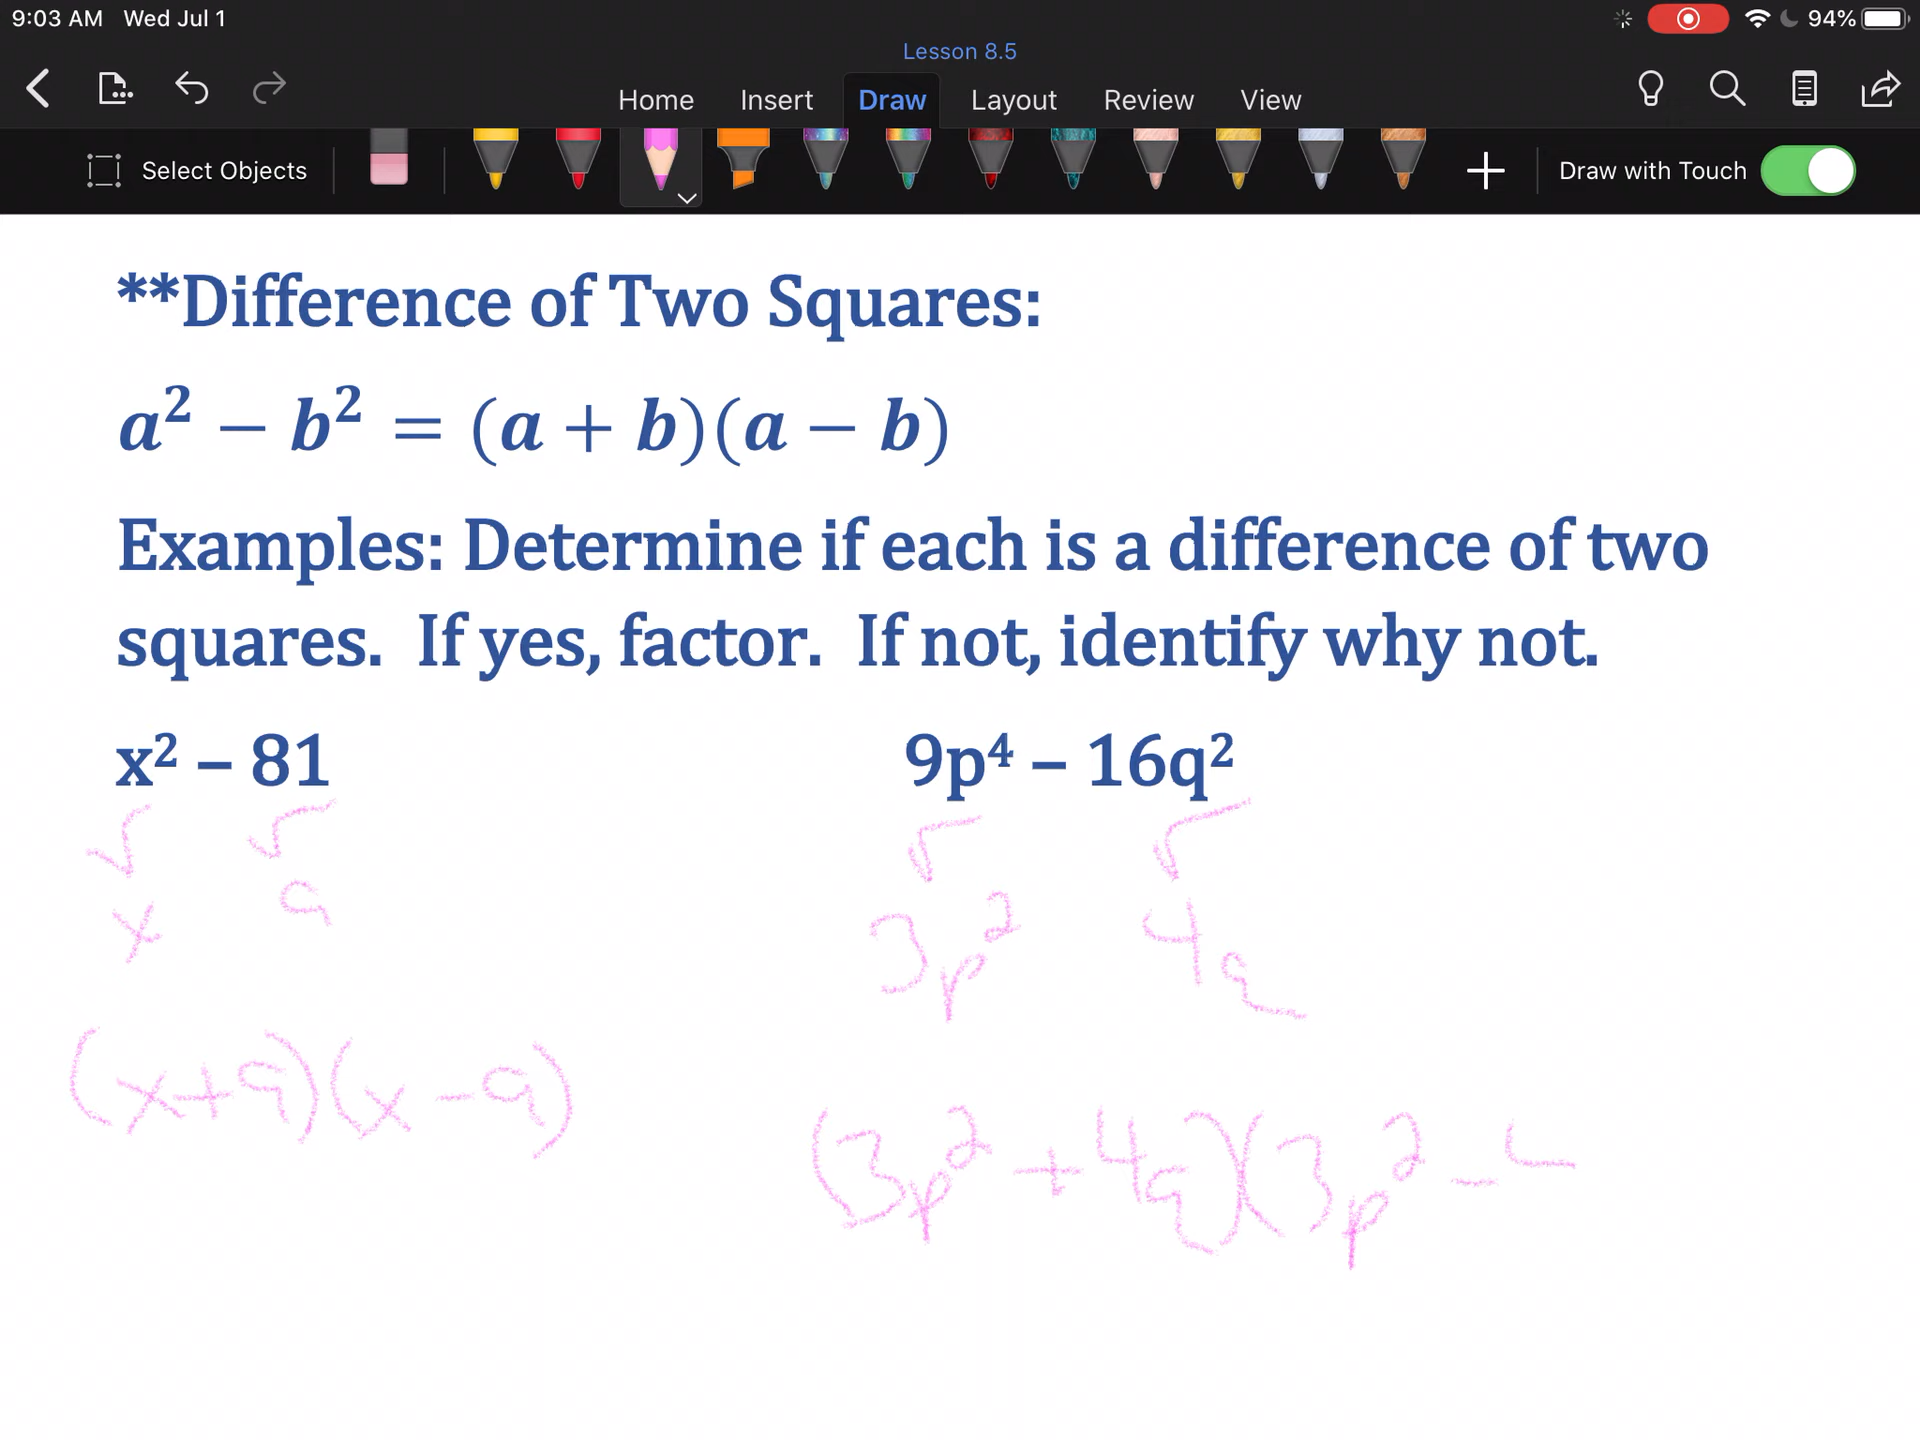 9:03 AM Wed Jul 1
94%
Lesson 8.5
Home Insert Draw Layout Review View
Select Objects
Draw with Touch
**Difference of Two Squares:
a² − b² = (a + b)(a − b)
Examples: Determine if each is a difference of two
squares. If yes, factor. If not, identify why not.
x² – 81
9p⁴ – 16q²
√ √
x 9
√ √
3p² 4q
(x+9)(x-9)
(3p²+4q)(3p²-